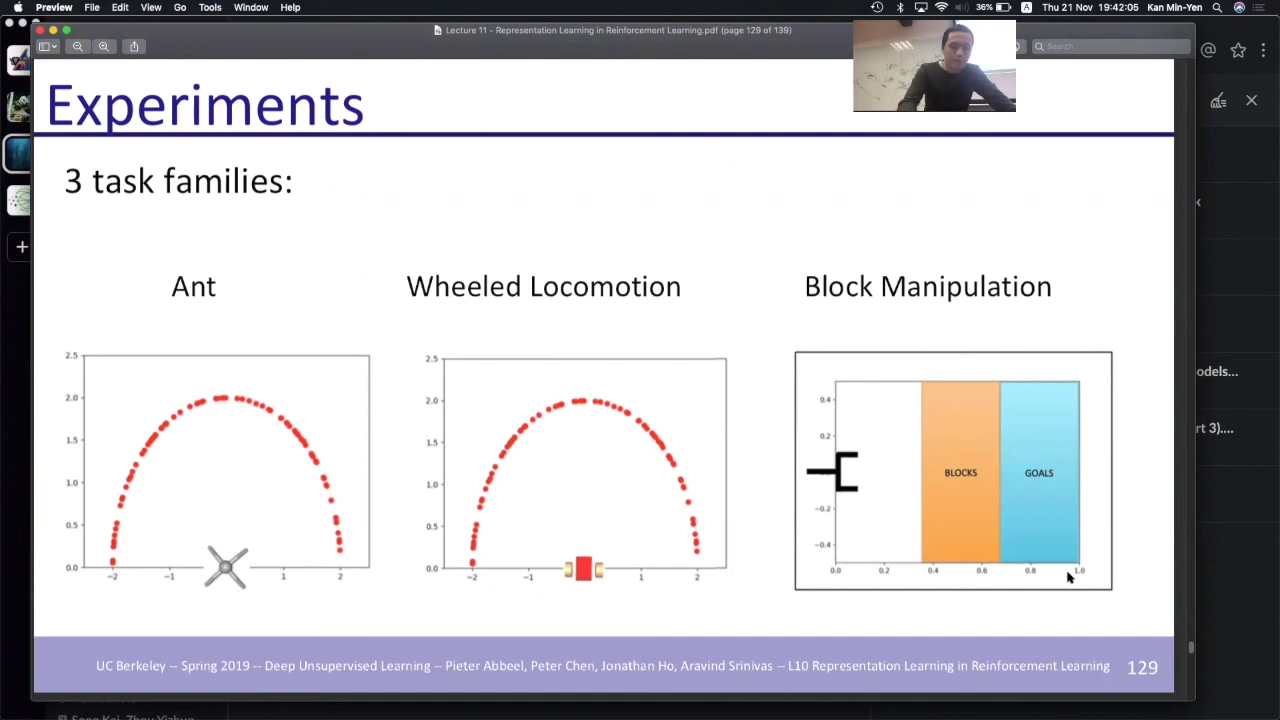 Preview File Edit View Go Tools Window Help
36% A Thu 21 Nov 19:42:05 Kan Min-Yen
Lecture 11 - Representation Learning in Reinforcement Learning.pdf (page 129 of 139)
Search
Experiments
3 task families:
Ant Wheeled Locomotion Block Manipulation
2.5
2.0
1.5
1.0
0.5
0.0
−2 −1 1 2
2.5
2.0
1.5
1.0
0.5
0.0
−2 −1 1 2
0.4
0.2
−0.2
−0.4
BLOCKS GOALS
0.0 0.2 0.4 0.6 0.8 1.0
odels...
rt 3)....
UC Berkeley -- Spring 2019 -- Deep Unsupervised Learning -- Pieter Abbeel, Peter Chen, Jonathan Ho, Aravind Srinivas -- L10 Representation Learning in Reinforcement Learning 129